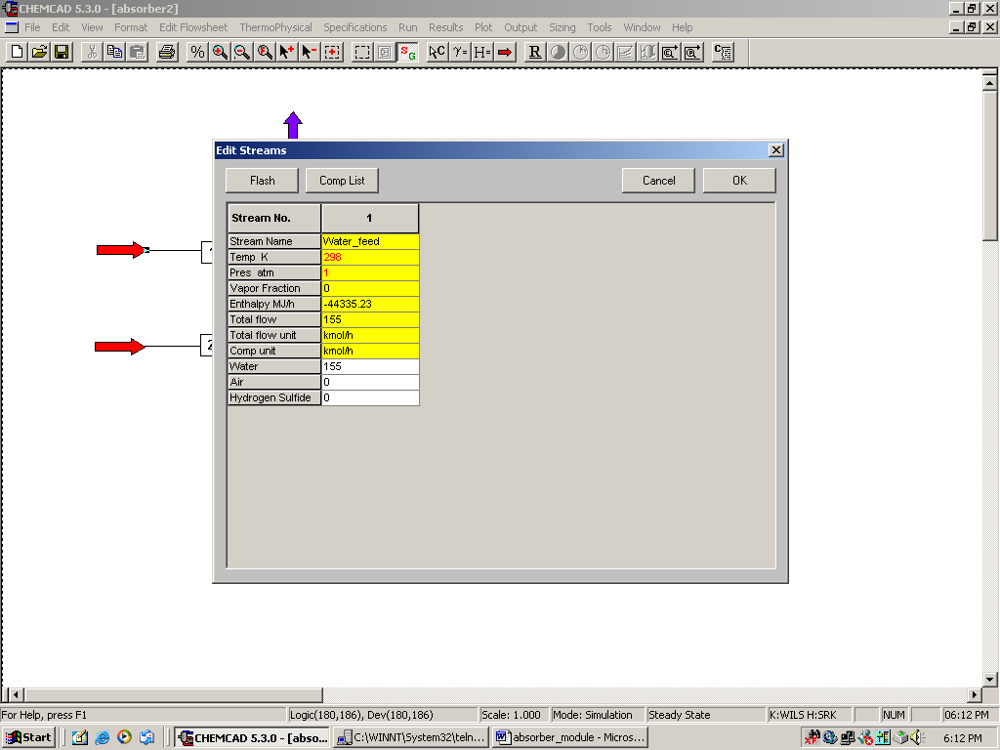 CHEMCAD 5.3.0 - [absorber2]
File Edit View Format Edit Flowsheet ThermoPhysical Specifications Run Results Plot Output Sizing Tools Window Help
Edit Streams
Flash Comp List Cancel OK
Stream No. 1
Stream Name Water_feed
Temp K 298
Pres atm 1
Vapor Fraction 0
Enthalpy MJ/h -44335.23
Total flow 155
Total flow unit kmol/h
Comp unit kmol/h
Water 155
Air 0
Hydrogen Sulfide 0
For Help, press F1 Logic(180,186), Dev(180,186) Scale: 1.000 Mode: Simulation Steady State K:WILS H:SRK NUM 06:12 PM
Start CHEMCAD 5.3.0 - [abso... C:\WINNT\System32\teln... absorber_module - Micros... 6:12 PM